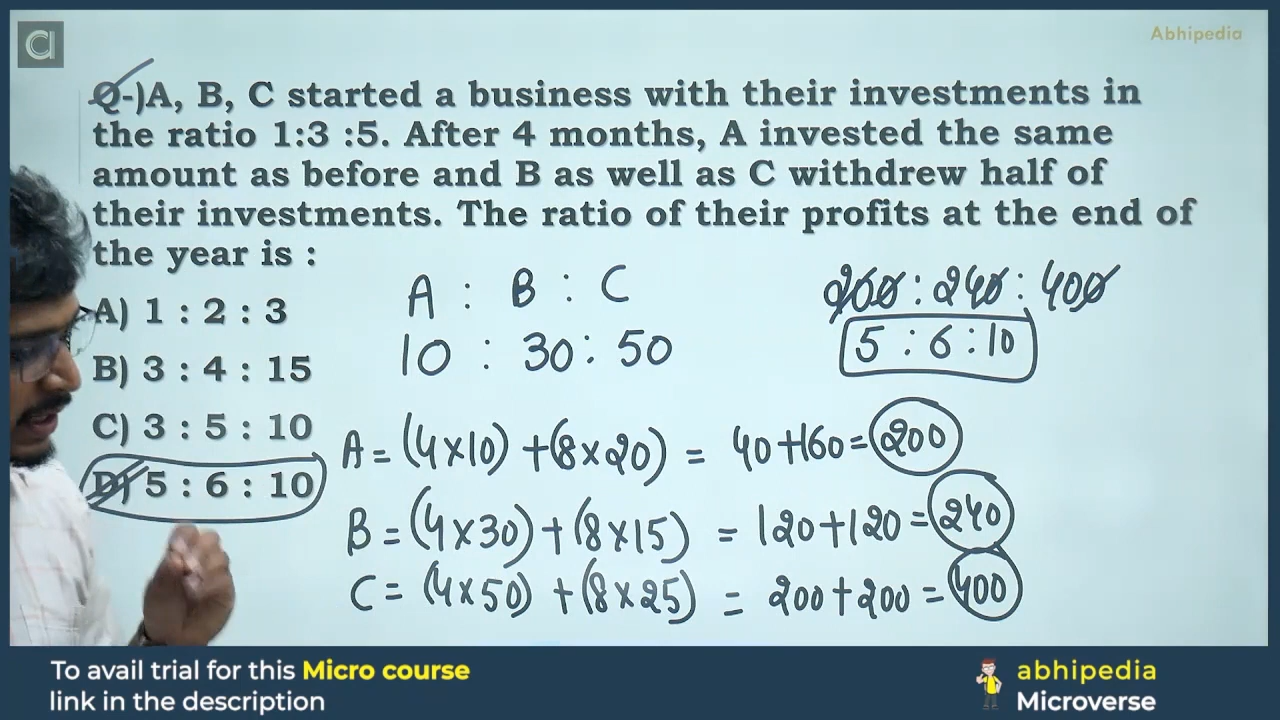 Abhipedia
Q-)A, B, C started a business with their investments in
the ratio 1:3 :5. After 4 months, A invested the same
amount as before and B as well as C withdrew half of
their investments. The ratio of their profits at the end of
the year is :
A) 1 : 2 : 3
B) 3 : 4 : 15
C) 3 : 5 : 10
D) 5 : 6 : 10
A : B : C
10 : 30 : 50
200 : 240 : 400
5 : 6 : 10
A = (4×10) + (8×20) = 40+160 = 200
B = (4×30) + (8×15) = 120+120 = 240
C = (4×50) + (8×25) = 200+200 = 400
To avail trial for this Micro course
link in the description
abhipedia
Microverse